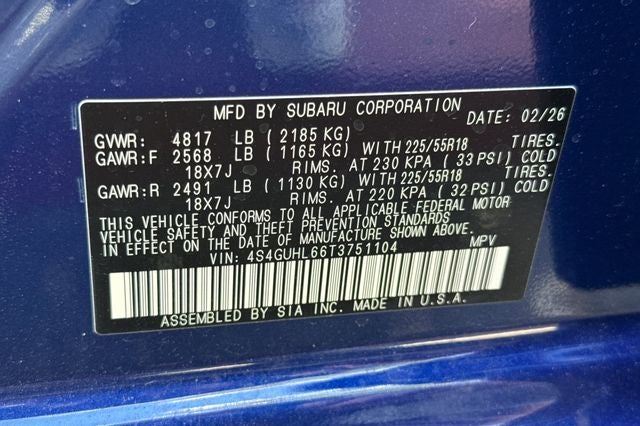 MFD BY SUBARU CORPORATION DATE: 02/26
GVWR: 4817 LB (2185 KG)
GAWR:F 2568 LB (1165 KG) WITH 225/55R18 TIRES.
18X7J RIMS. AT 230 KPA (33 PSI) COLD
GAWR:R 2491 LB (1130 KG) WITH 225/55R18 TIRES.
18X7J RIMS. AT 220 KPA (32 PSI) COLD
THIS VEHICLE CONFORMS TO ALL APPLICABLE FEDERAL MOTOR
VEHICLE SAFETY AND THEFT PREVENTION STANDARDS
IN EFFECT ON THE DATE OF MANUFACTURE SHOWN ABOVE.
VIN: 4S4GUHL66T3751104 MPV
ASSEMBLED BY SIA INC. MADE IN U.S.A.